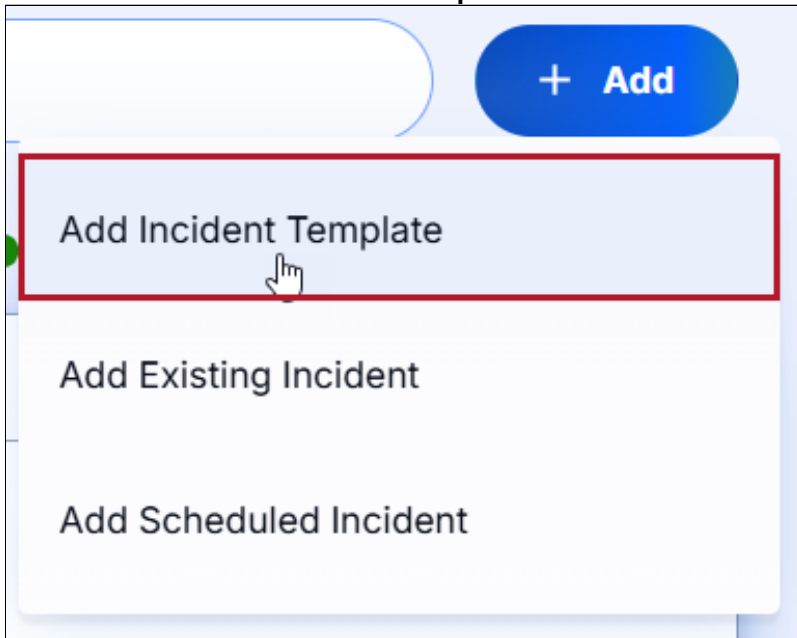 + Add
Add Incident Template
Add Existing Incident
Add Scheduled Incident